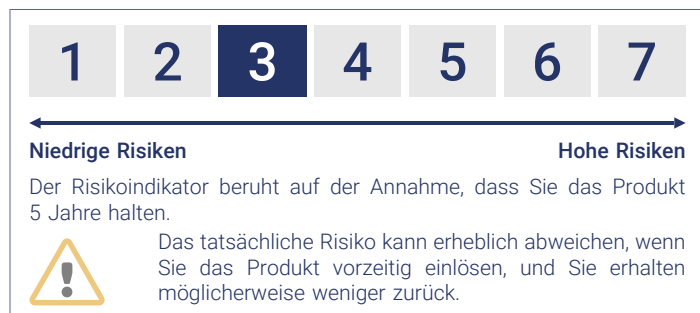 1 2 3 4 5 6 7
Niedrige Risiken Hohe Risiken
Der Risikoindikator beruht auf der Annahme, dass Sie das Produkt
5 Jahre halten.
Das tatsächliche Risiko kann erheblich abweichen, wenn
Sie das Produkt vorzeitig einlösen, und Sie erhalten
möglicherweise weniger zurück.